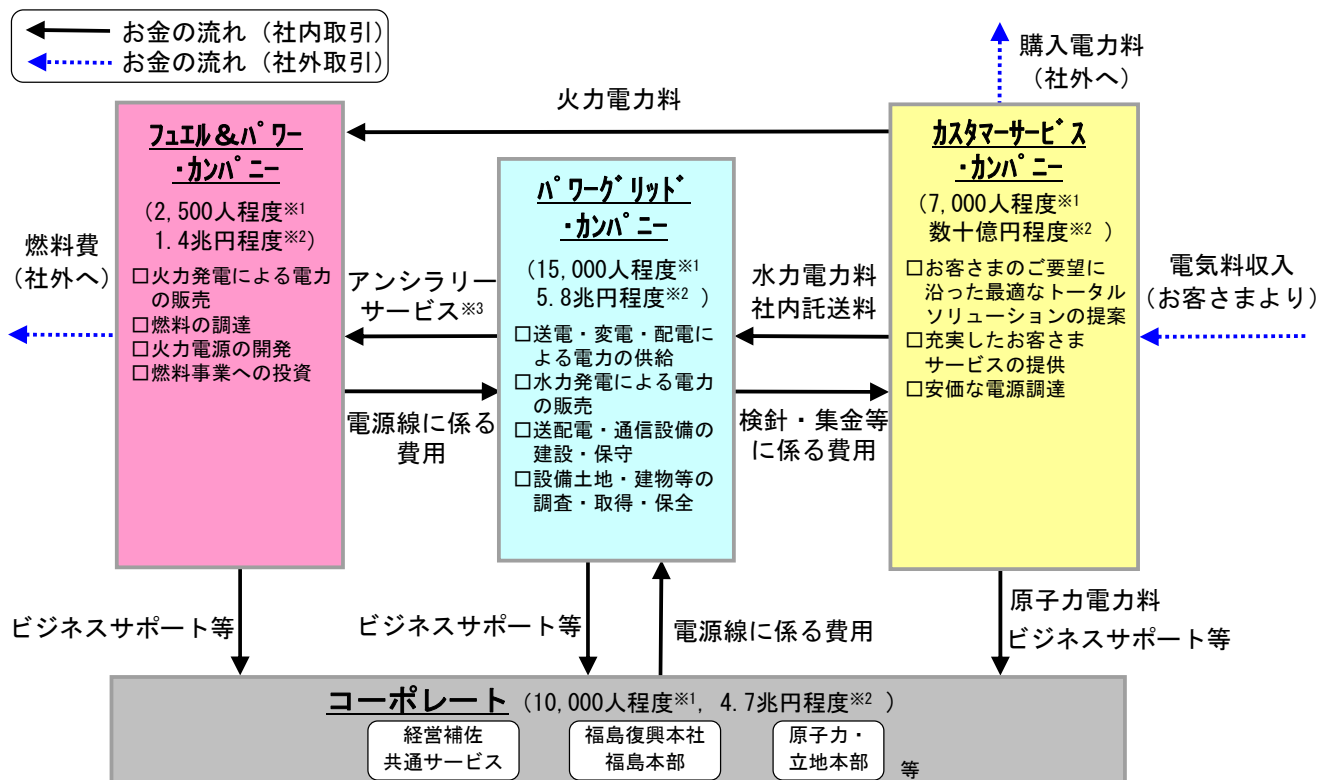 お金の流れ（社内取引）
お金の流れ（社外取引）
購入電力料
（社外へ）
火力電力料
フュエル＆パワー
・カンパニー
（2,500人程度※1
1.4兆円程度※2）
□火力発電による電力
の販売
□燃料の調達
□火力電源の開発
□燃料事業への投資
燃料費
（社外へ）
アンシラリー
サービス※3
電源線に係る
費用
パワーグリッド
・カンパニー
（15,000人程度※1
5.8兆円程度※2 ）
□送電・変電・配電に
よる電力の供給
□水力発電による電力
の販売
□送配電・通信設備の
建設・保守
□設備土地・建物等の
調査・取得・保全
水力電力料
社内託送料
検針・集金等
に係る費用
カスタマーサービス
・カンパニー
（7,000人程度※1
数十億円程度※2 ）
□お客さまのご要望に
沿った最適なトータル
ソリューションの提案
□充実したお客さま
サービスの提供
□安価な電源調達
電気料収入
（お客さまより）
ビジネスサポート等
ビジネスサポート等
電源線に係る費用
原子力電力料
ビジネスサポート等
コーポレート（10,000人程度※1, 4.7兆円程度※2 ）
経営補佐
共通サービス
福島復興本社
福島本部
原子力・
立地本部
等